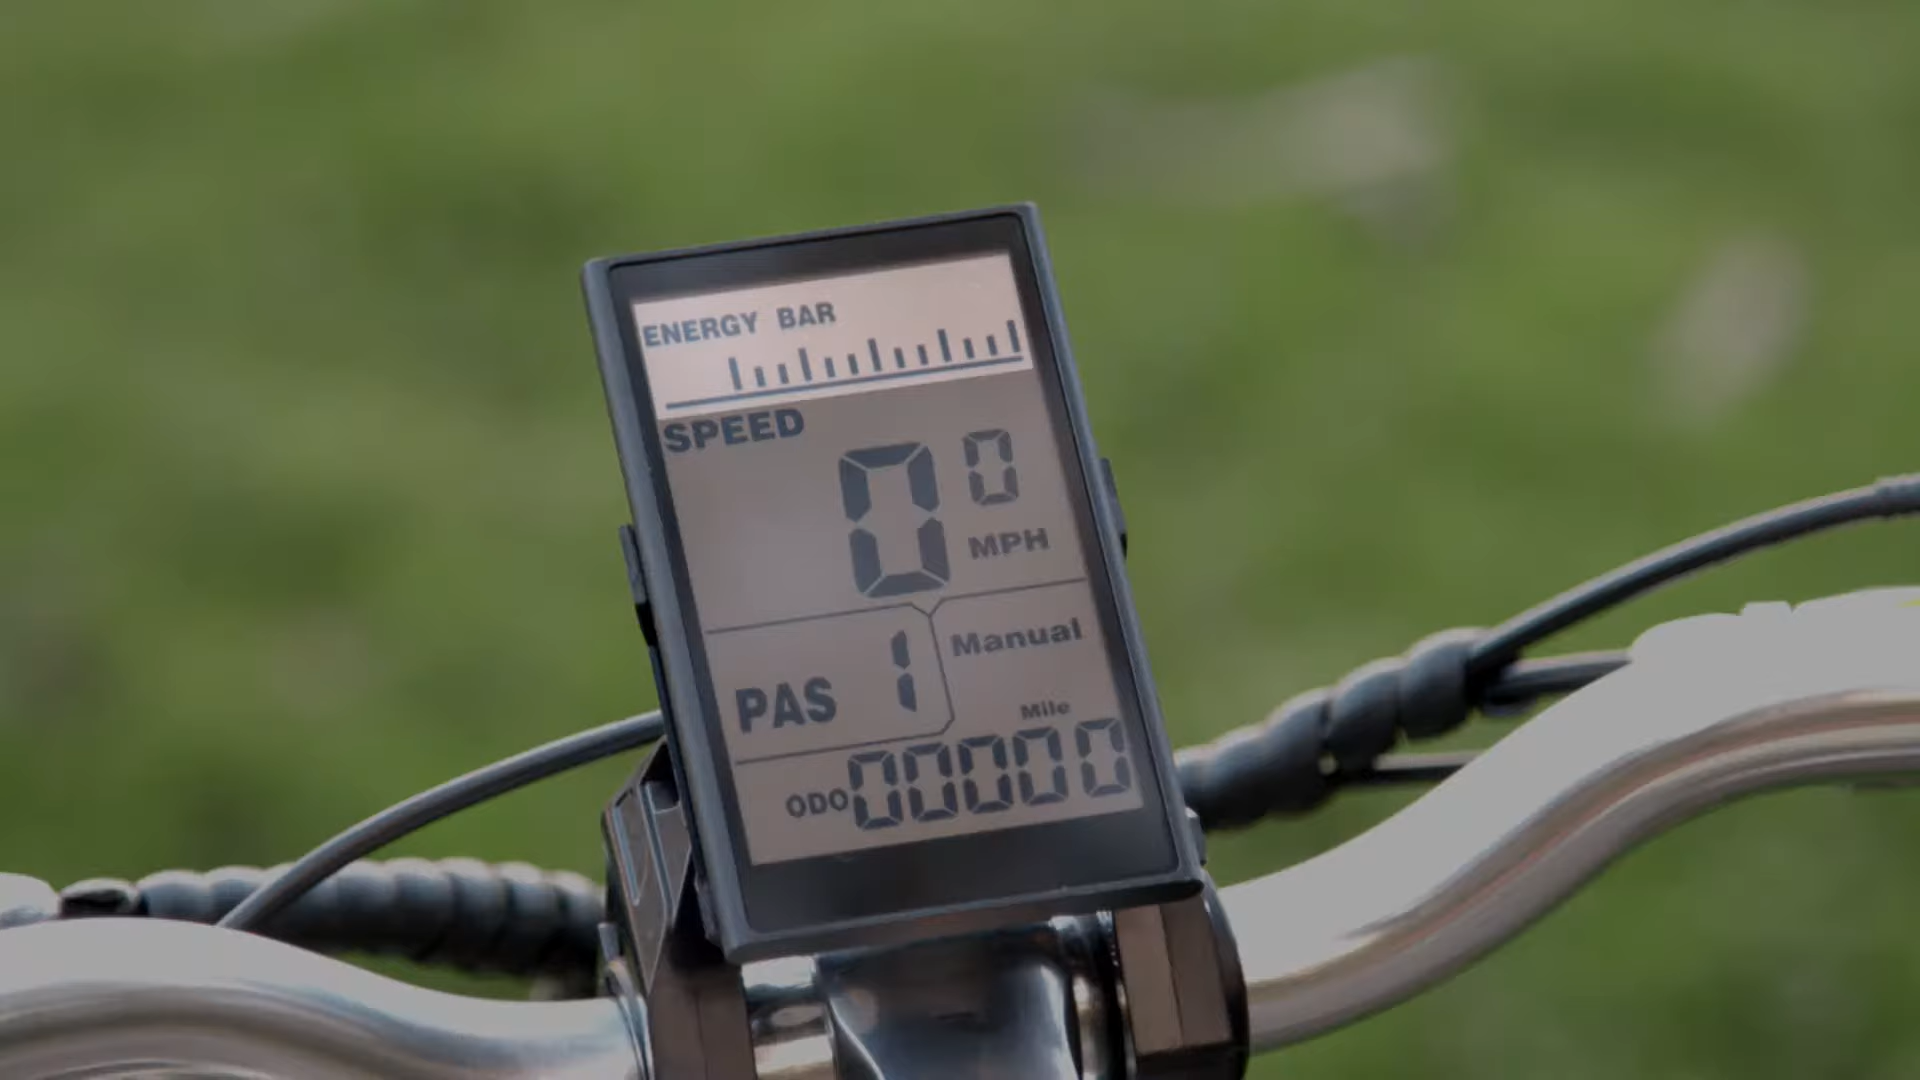 ENERGY BAR
SPEED
0 0
MPH
PAS 1
Manual
Mile
ODO 00000